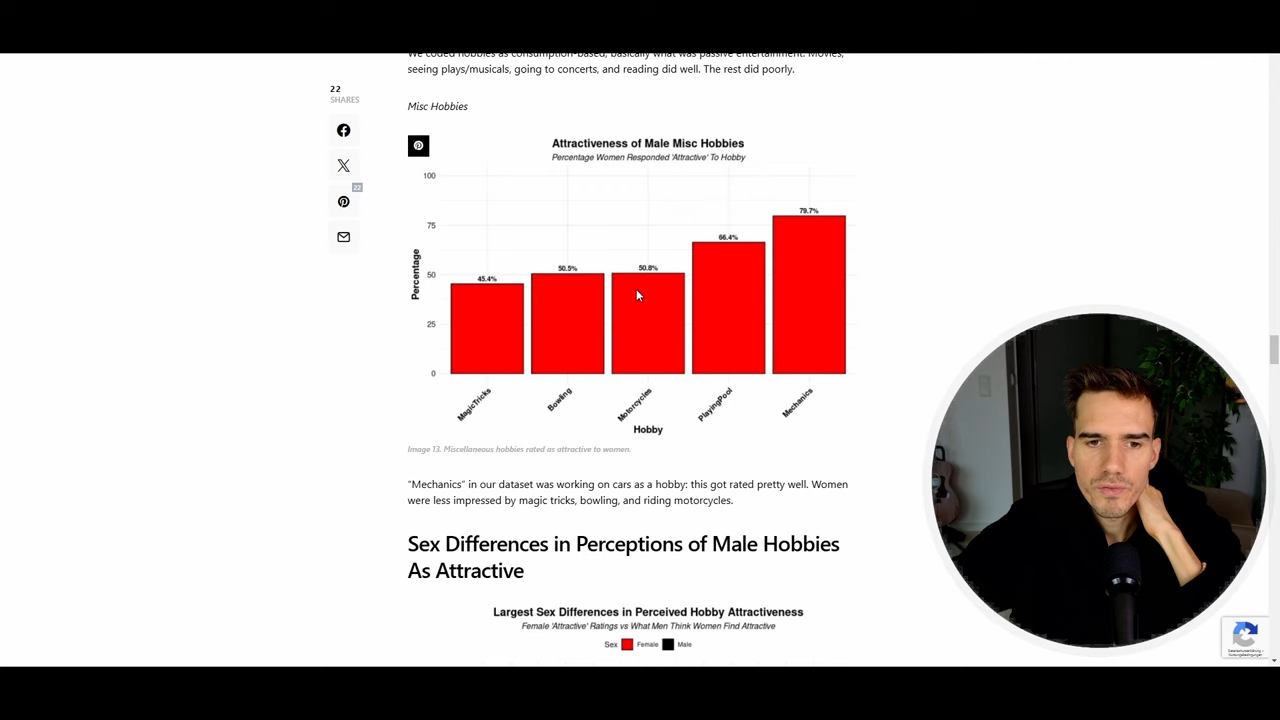 We coded hobbies as consumption-based, basically what was passive entertainment. Movies,
seeing plays/musicals, going to concerts, and reading did well. The rest did poorly.
22
SHARES
Misc Hobbies
22
Attractiveness of Male Misc Hobbies
Percentage Women Responded 'Attractive' To Hobby
100
75
50
25
0
Percentage
45.4%
50.5%
50.8%
66.4%
79.7%
MagicTricks
Bowling
Motorcycles
PlayingPool
Mechanics
Hobby
Image 13. Miscellaneous hobbies rated as attractive to women.
“Mechanics” in our dataset was working on cars as a hobby: this got rated pretty well. Women
were less impressed by magic tricks, bowling, and riding motorcycles.
Sex Differences in Perceptions of Male Hobbies
As Attractive
Largest Sex Differences in Perceived Hobby Attractiveness
Female 'Attractive' Ratings vs What Men Think Women Find Attractive
Sex Female Male